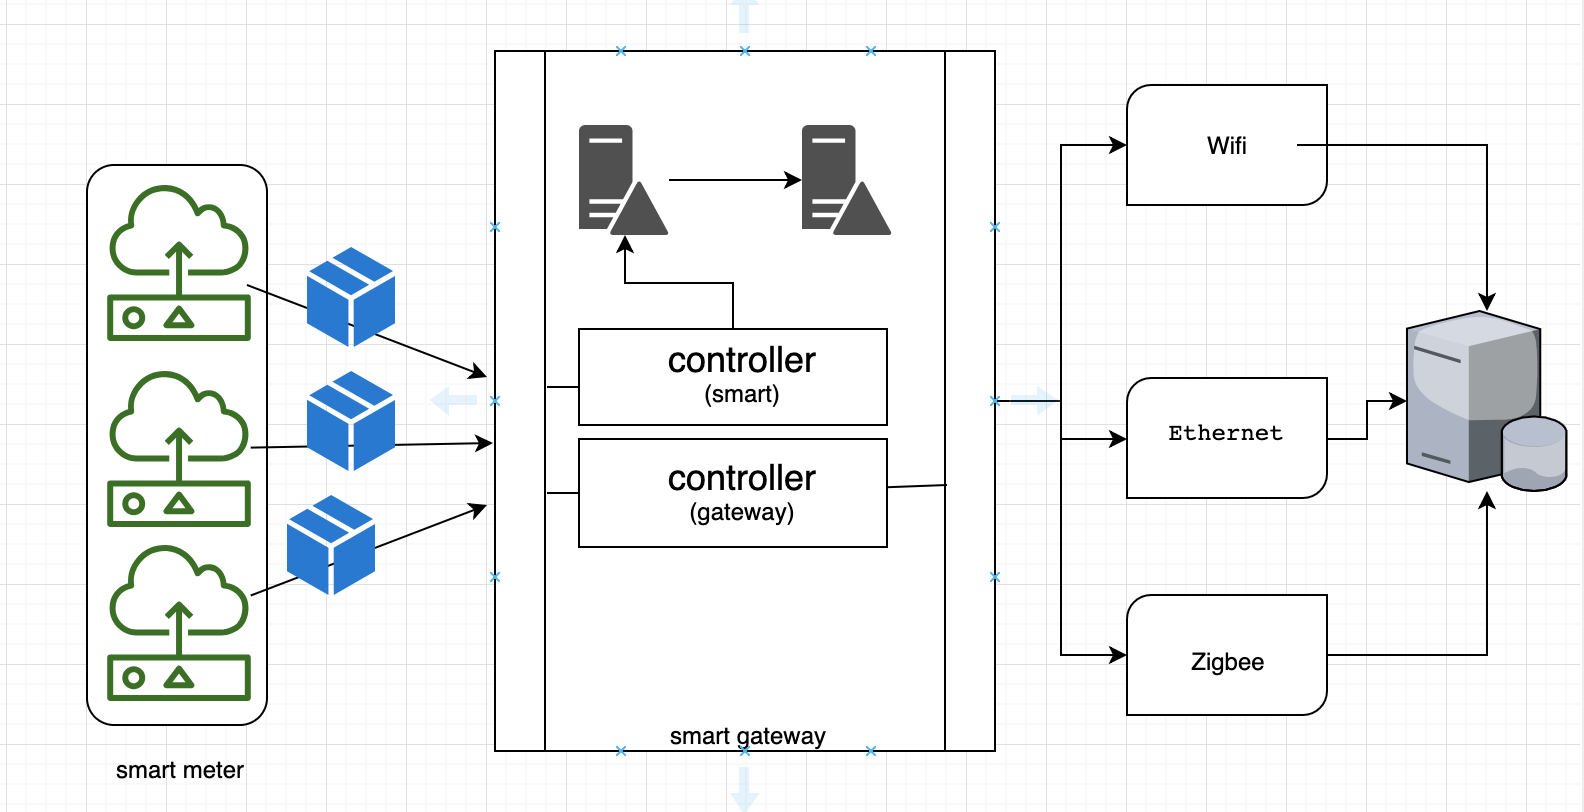 smart meter
controller
(smart)
controller
(gateway)
smart gateway
Wifi
Ethernet
Zigbee